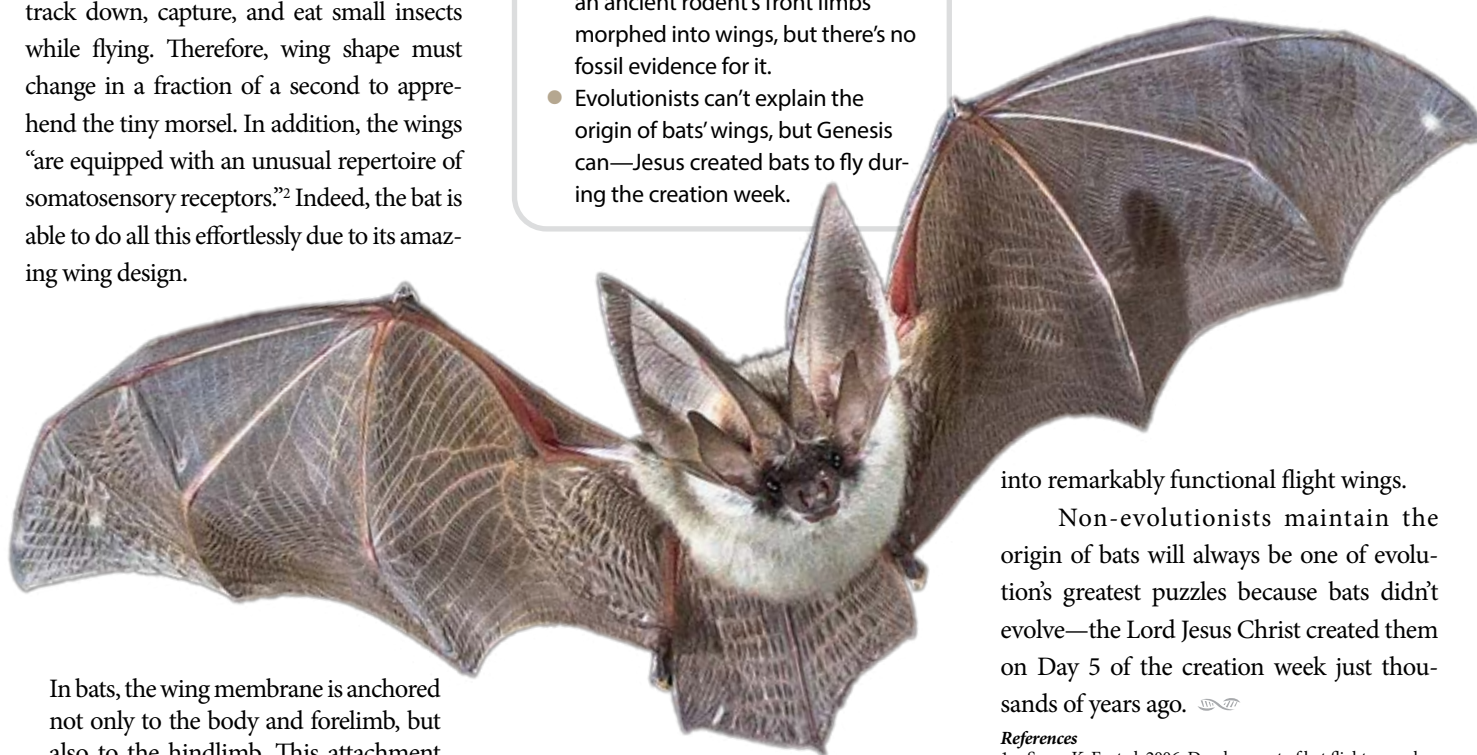 track down, capture, and eat small insects
while flying. Therefore, wing shape must
change in a fraction of a second to appre-
hend the tiny morsel. In addition, the wings
“are equipped with an unusual repertoire of
somatosensory receptors.”2 Indeed, the bat is
able to do all this effortlessly due to its amaz-
ing wing design.
In bats, the wing membrane is anchored
not only to the body and forelimb, but
also to the hindlimb. This attachment
an ancient rodent’s front limbs
morphed into wings, but there’s no
fossil evidence for it.
● Evolutionists can’t explain the
origin of bats’ wings, but Genesis
can—Jesus created bats to fly dur-
ing the creation week.
into remarkably functional flight wings.
Non-evolutionists maintain the
origin of bats will always be one of evolu-
tion’s greatest puzzles because bats didn’t
evolve—the Lord Jesus Christ created them
on Day 5 of the creation week just thou-
sands of years ago.
References